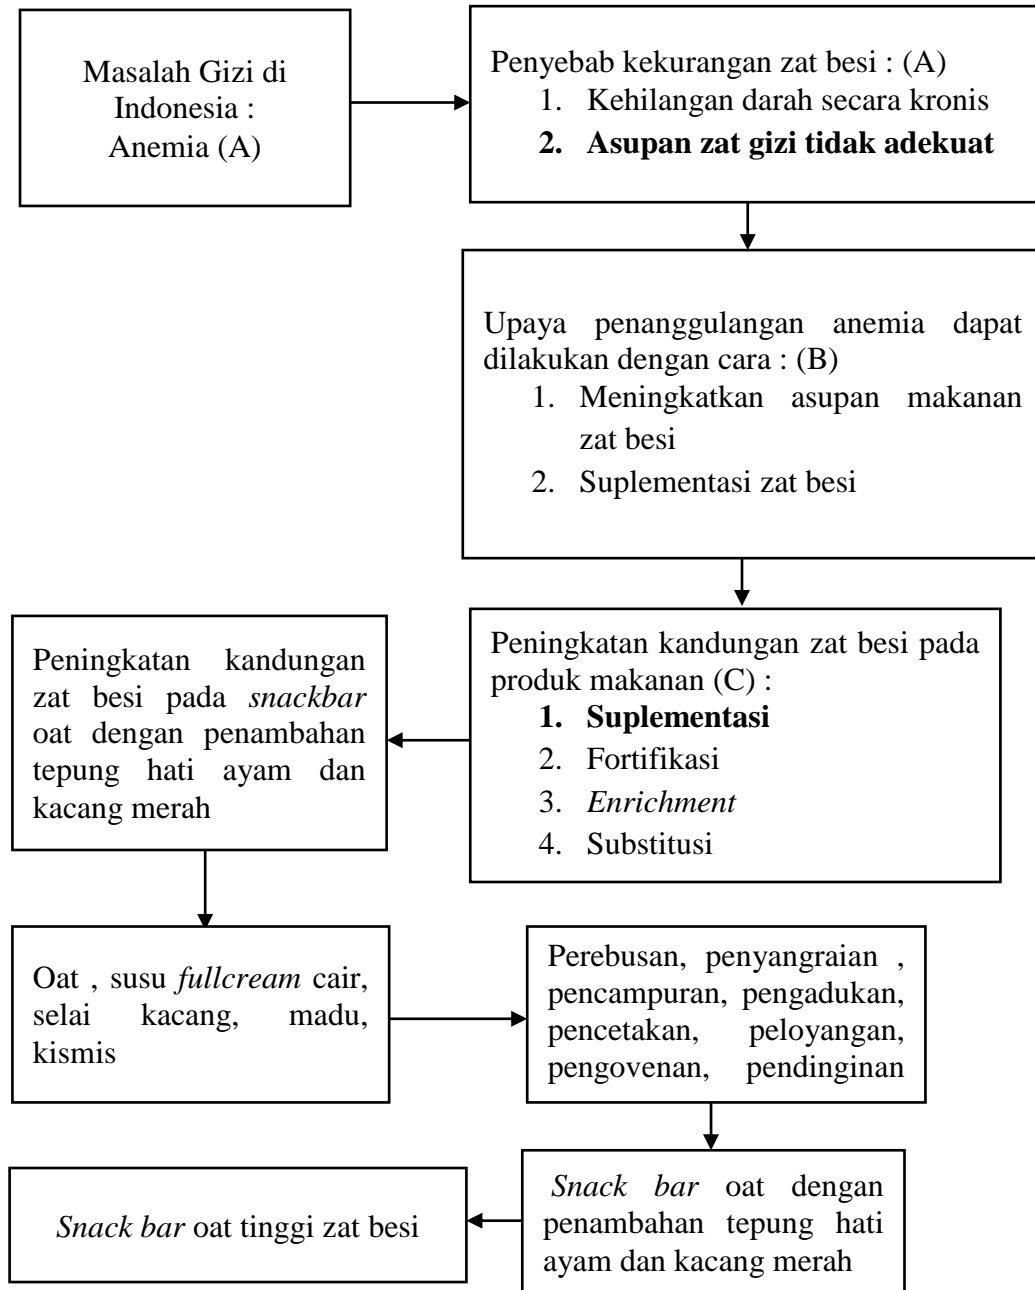 Masalah Gizi di
Indonesia :
Anemia (A)
Penyebab kekurangan zat besi : (A)
1. Kehilangan darah secara kronis
2. Asupan zat gizi tidak adekuat
Upaya penanggulangan anemia dapat
dilakukan dengan cara : (B)
1. Meningkatkan asupan makanan
zat besi
2. Suplementasi zat besi
Peningkatan kandungan zat besi pada
produk makanan (C) :
1. Suplementasi
2. Fortifikasi
3. Enrichment
4. Substitusi
Peningkatan kandungan
zat besi pada snackbar
oat dengan penambahan
tepung hati ayam dan
kacang merah
Oat , susu fullcream cair,
selai kacang, madu,
kismis
Perebusan, penyangraian ,
pencampuran, pengadukan,
pencetakan, peloyangan,
pengovenan, pendinginan
Snack bar oat dengan
penambahan tepung hati
ayam dan kacang merah
Snack bar oat tinggi zat besi